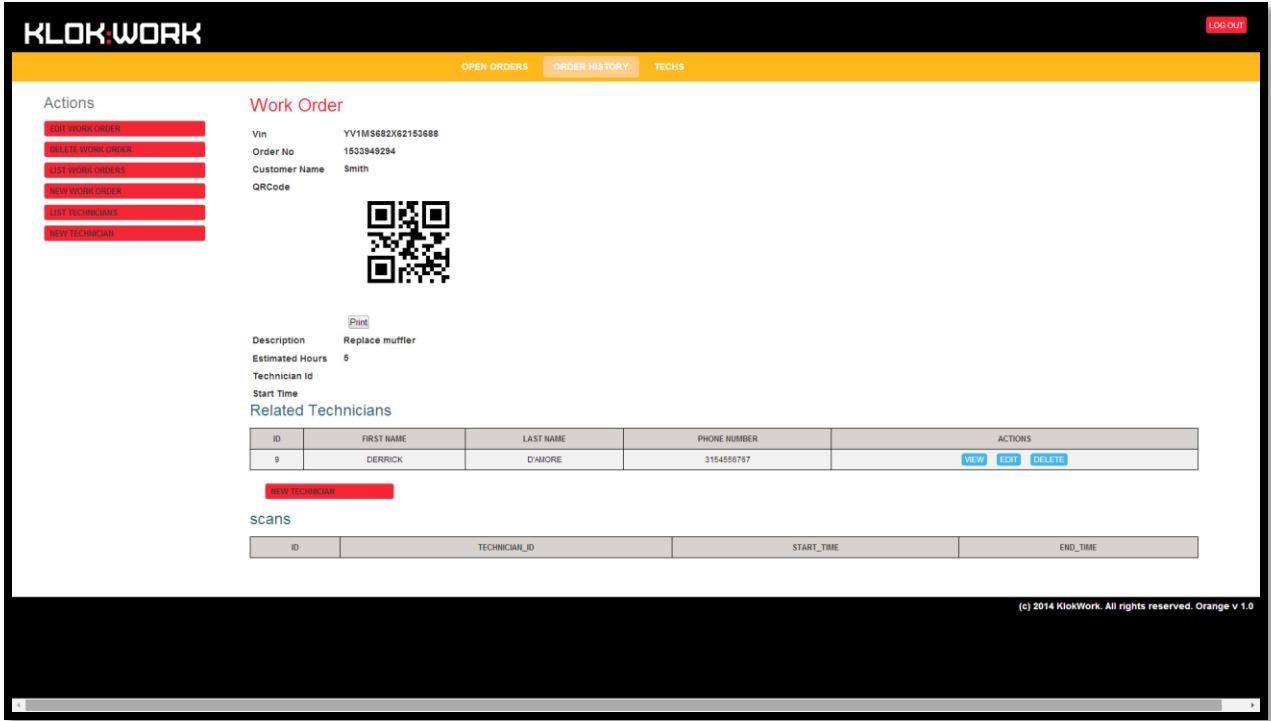 KLOK:WORK
LOG OUT
OPEN ORDERS ORDER HISTORY TECHS
Actions
EDIT WORK ORDER
DELETE WORK ORDER
LIST WORK ORDERS
NEW WORK ORDER
LIST TECHNICIANS
NEW TECHNICIAN
Work Order
Vin YV1MS682X62153688
Order No 1533949294
Customer Name Smith
QRCode
Print
Description Replace muffler
Estimated Hours 5
Technician Id
Start Time
Related Technicians
ID FIRST NAME LAST NAME PHONE NUMBER ACTIONS
9 DERRICK D'AMORE 3154556767 VIEW EDIT DELETE
NEW TECHNICIAN
scans
ID TECHNICIAN_ID START_TIME END_TIME
(c) 2014 KlokWork. All rights reserved. Orange v 1.0